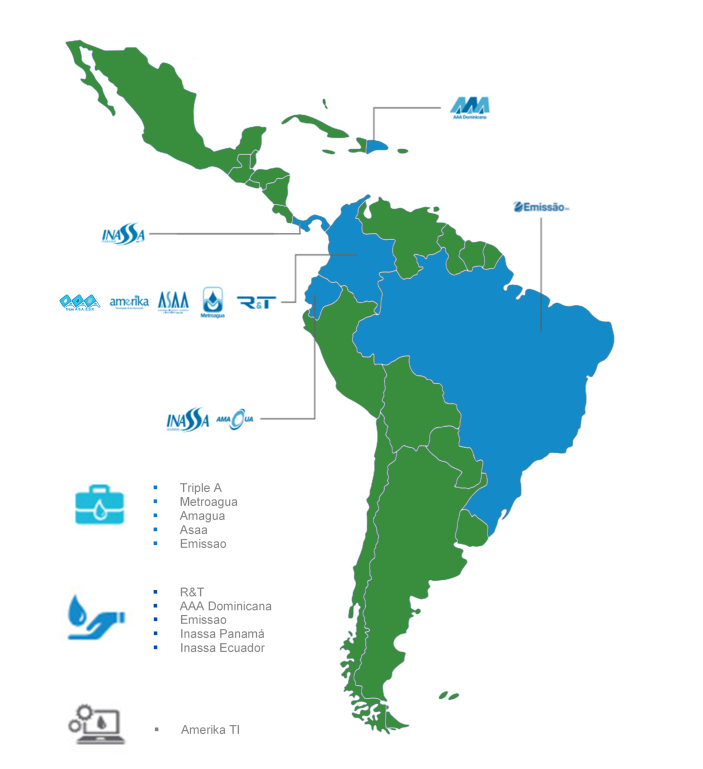 AAA Dominicana
Emissão
INASSA
Triple A S.A. E.S.P.
amerika
ASAA
Metroagua
R&T
INASSA
AMAGUA
Triple A
Metroagua
Amagua
Asaa
Emissao
R&T
AAA Dominicana
Emissao
Inassa Panamá
Inassa Ecuador
Amerika TI